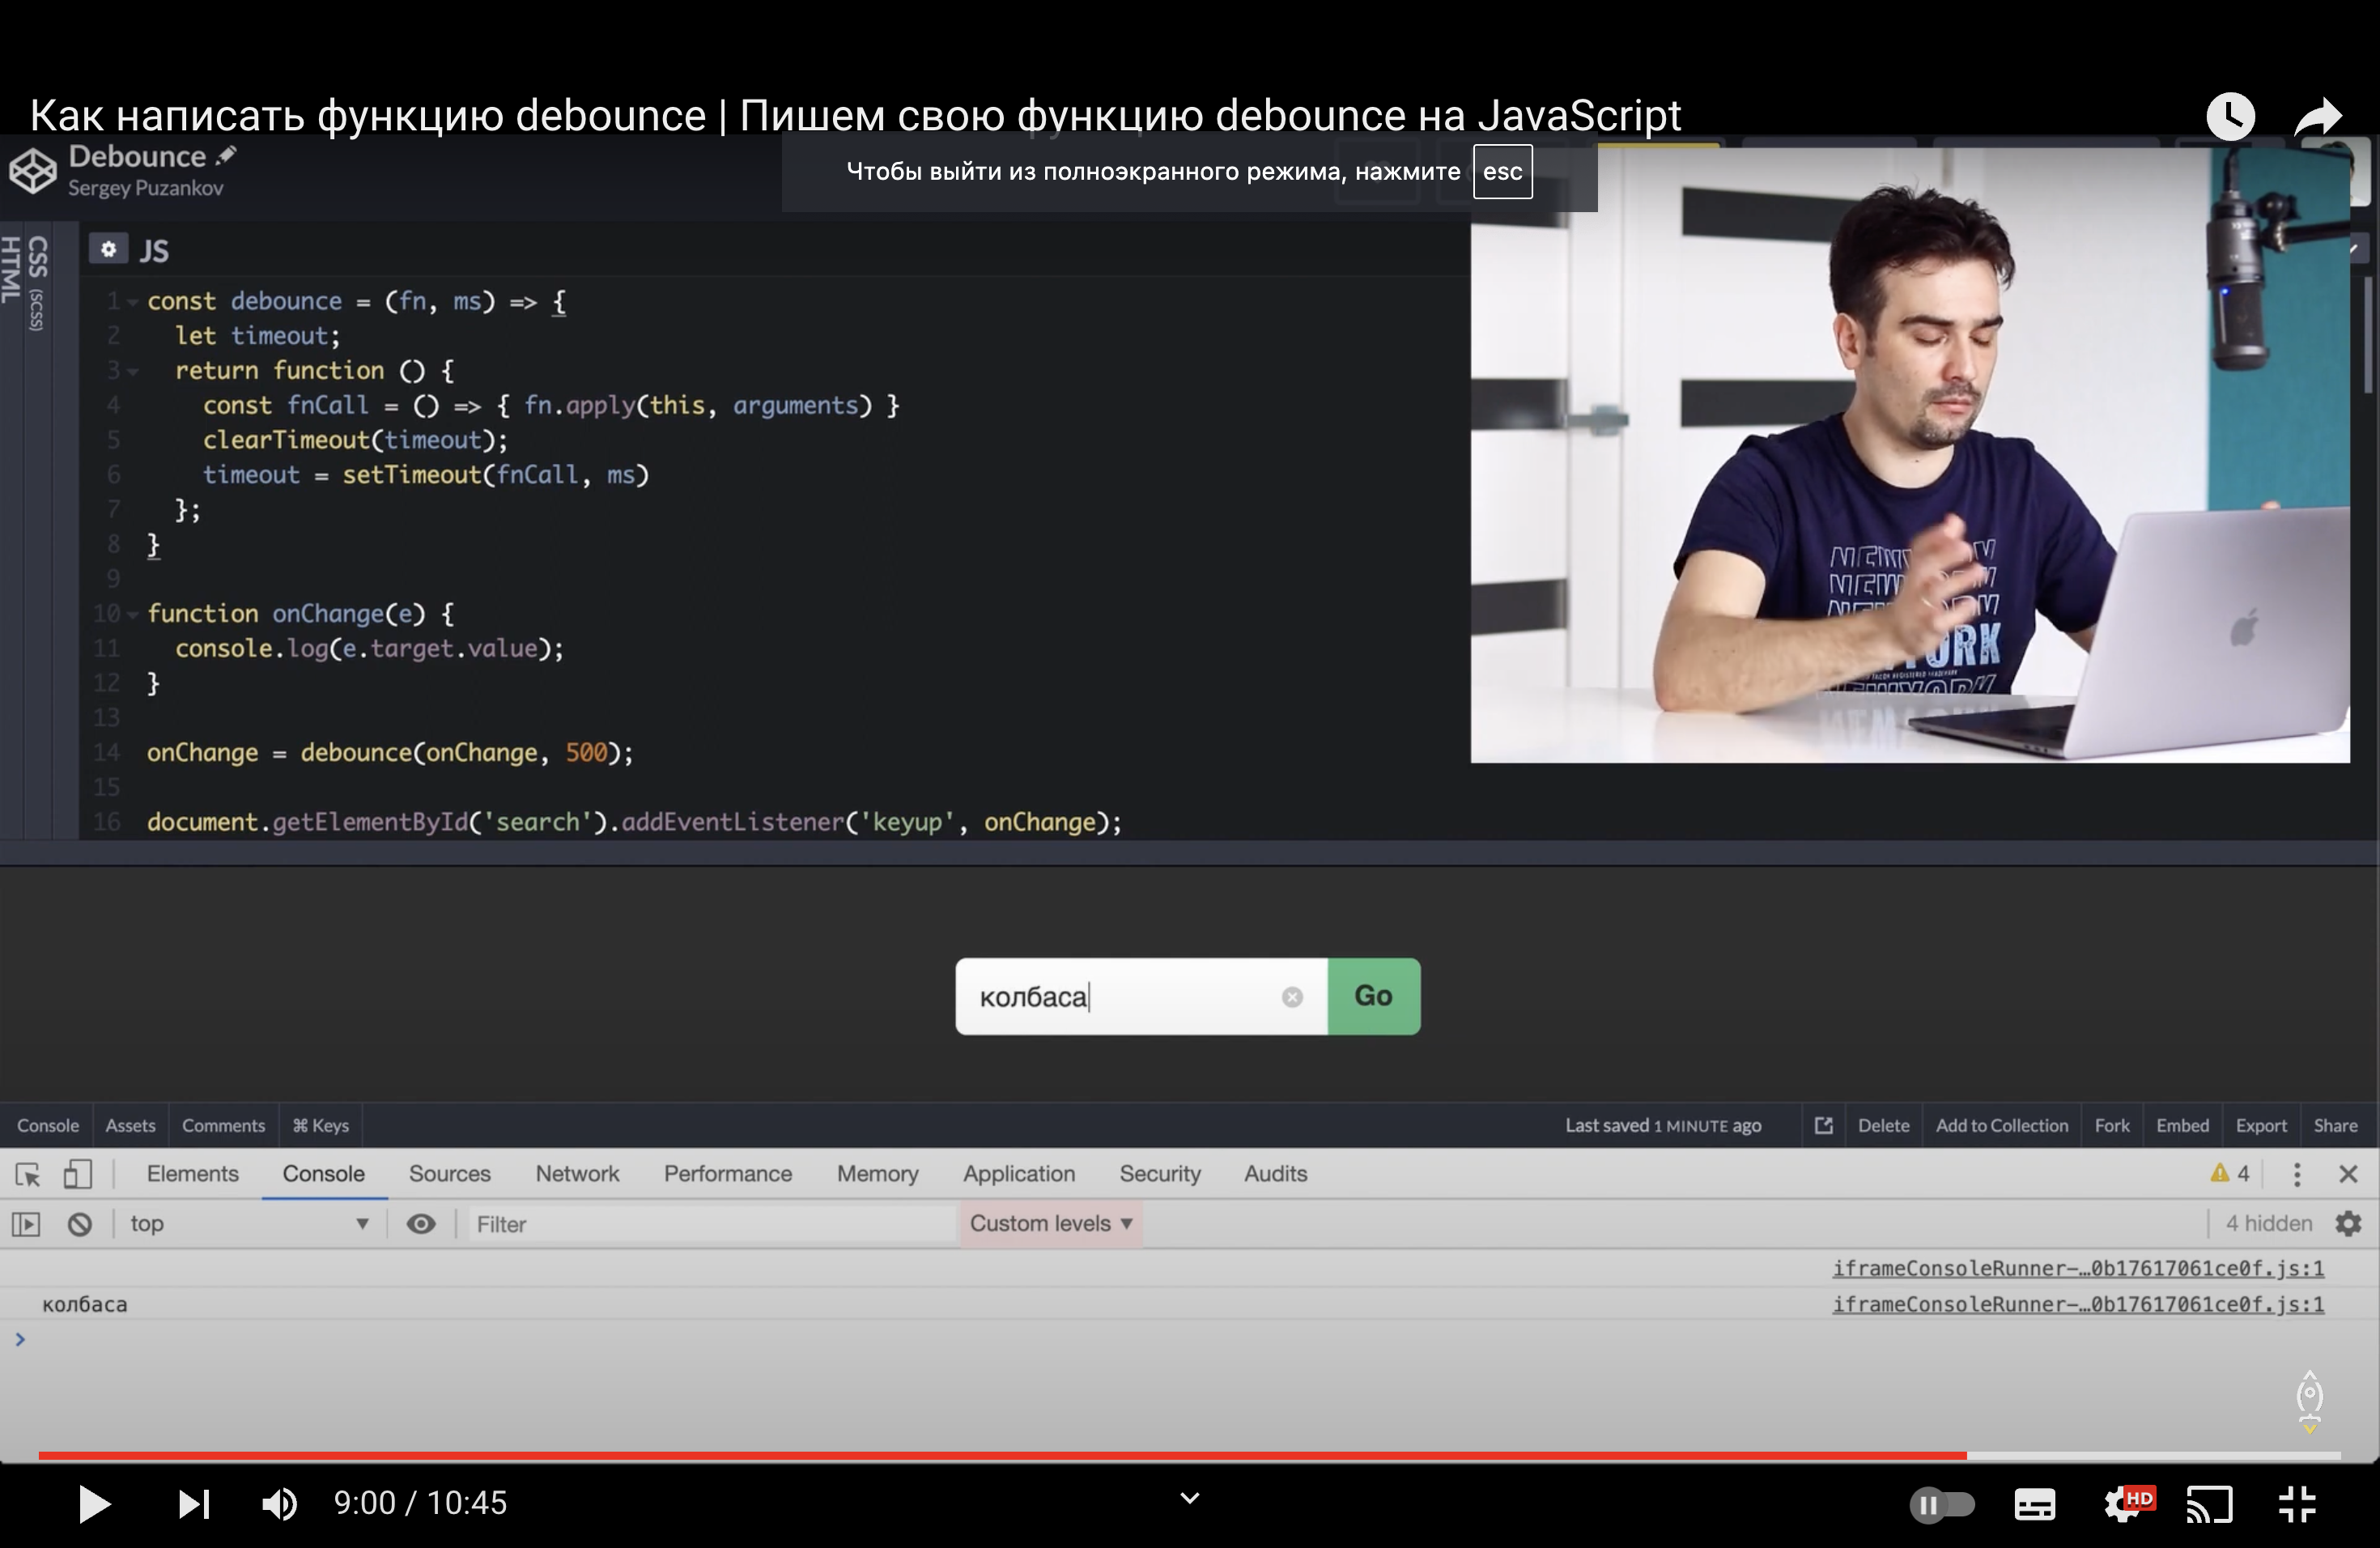 Как написать функцию debounce | Пишем свою функцию debounce на JavaScript
Debounce
Sergey Puzankov
Чтобы выйти из полноэкранного режима, нажмите esc
HTML
CSS (SCSS)
JS
1 const debounce = (fn, ms) => {
2 let timeout;
3 return function () {
4 const fnCall = () => { fn.apply(this, arguments) }
5 clearTimeout(timeout);
6 timeout = setTimeout(fnCall, ms)
7 };
8 }
9
10 function onChange(e) {
11 console.log(e.target.value);
12 }
13
14 onChange = debounce(onChange, 500);
15
16 document.getElementById('search').addEventListener('keyup', onChange);
NEW YORK
колбаса
Go
Console Assets Comments ⌘ Keys Last saved 1 MINUTE ago Delete Add to Collection Fork Embed Export Share
Elements Console Sources Network Performance Memory Application Security Audits 4
top Filter Custom levels ▼ 4 hidden
iframeConsoleRunner-…0b17617061ce0f.js:1
колбаса iframeConsoleRunner-…0b17617061ce0f.js:1
9:00 / 10:45 HD